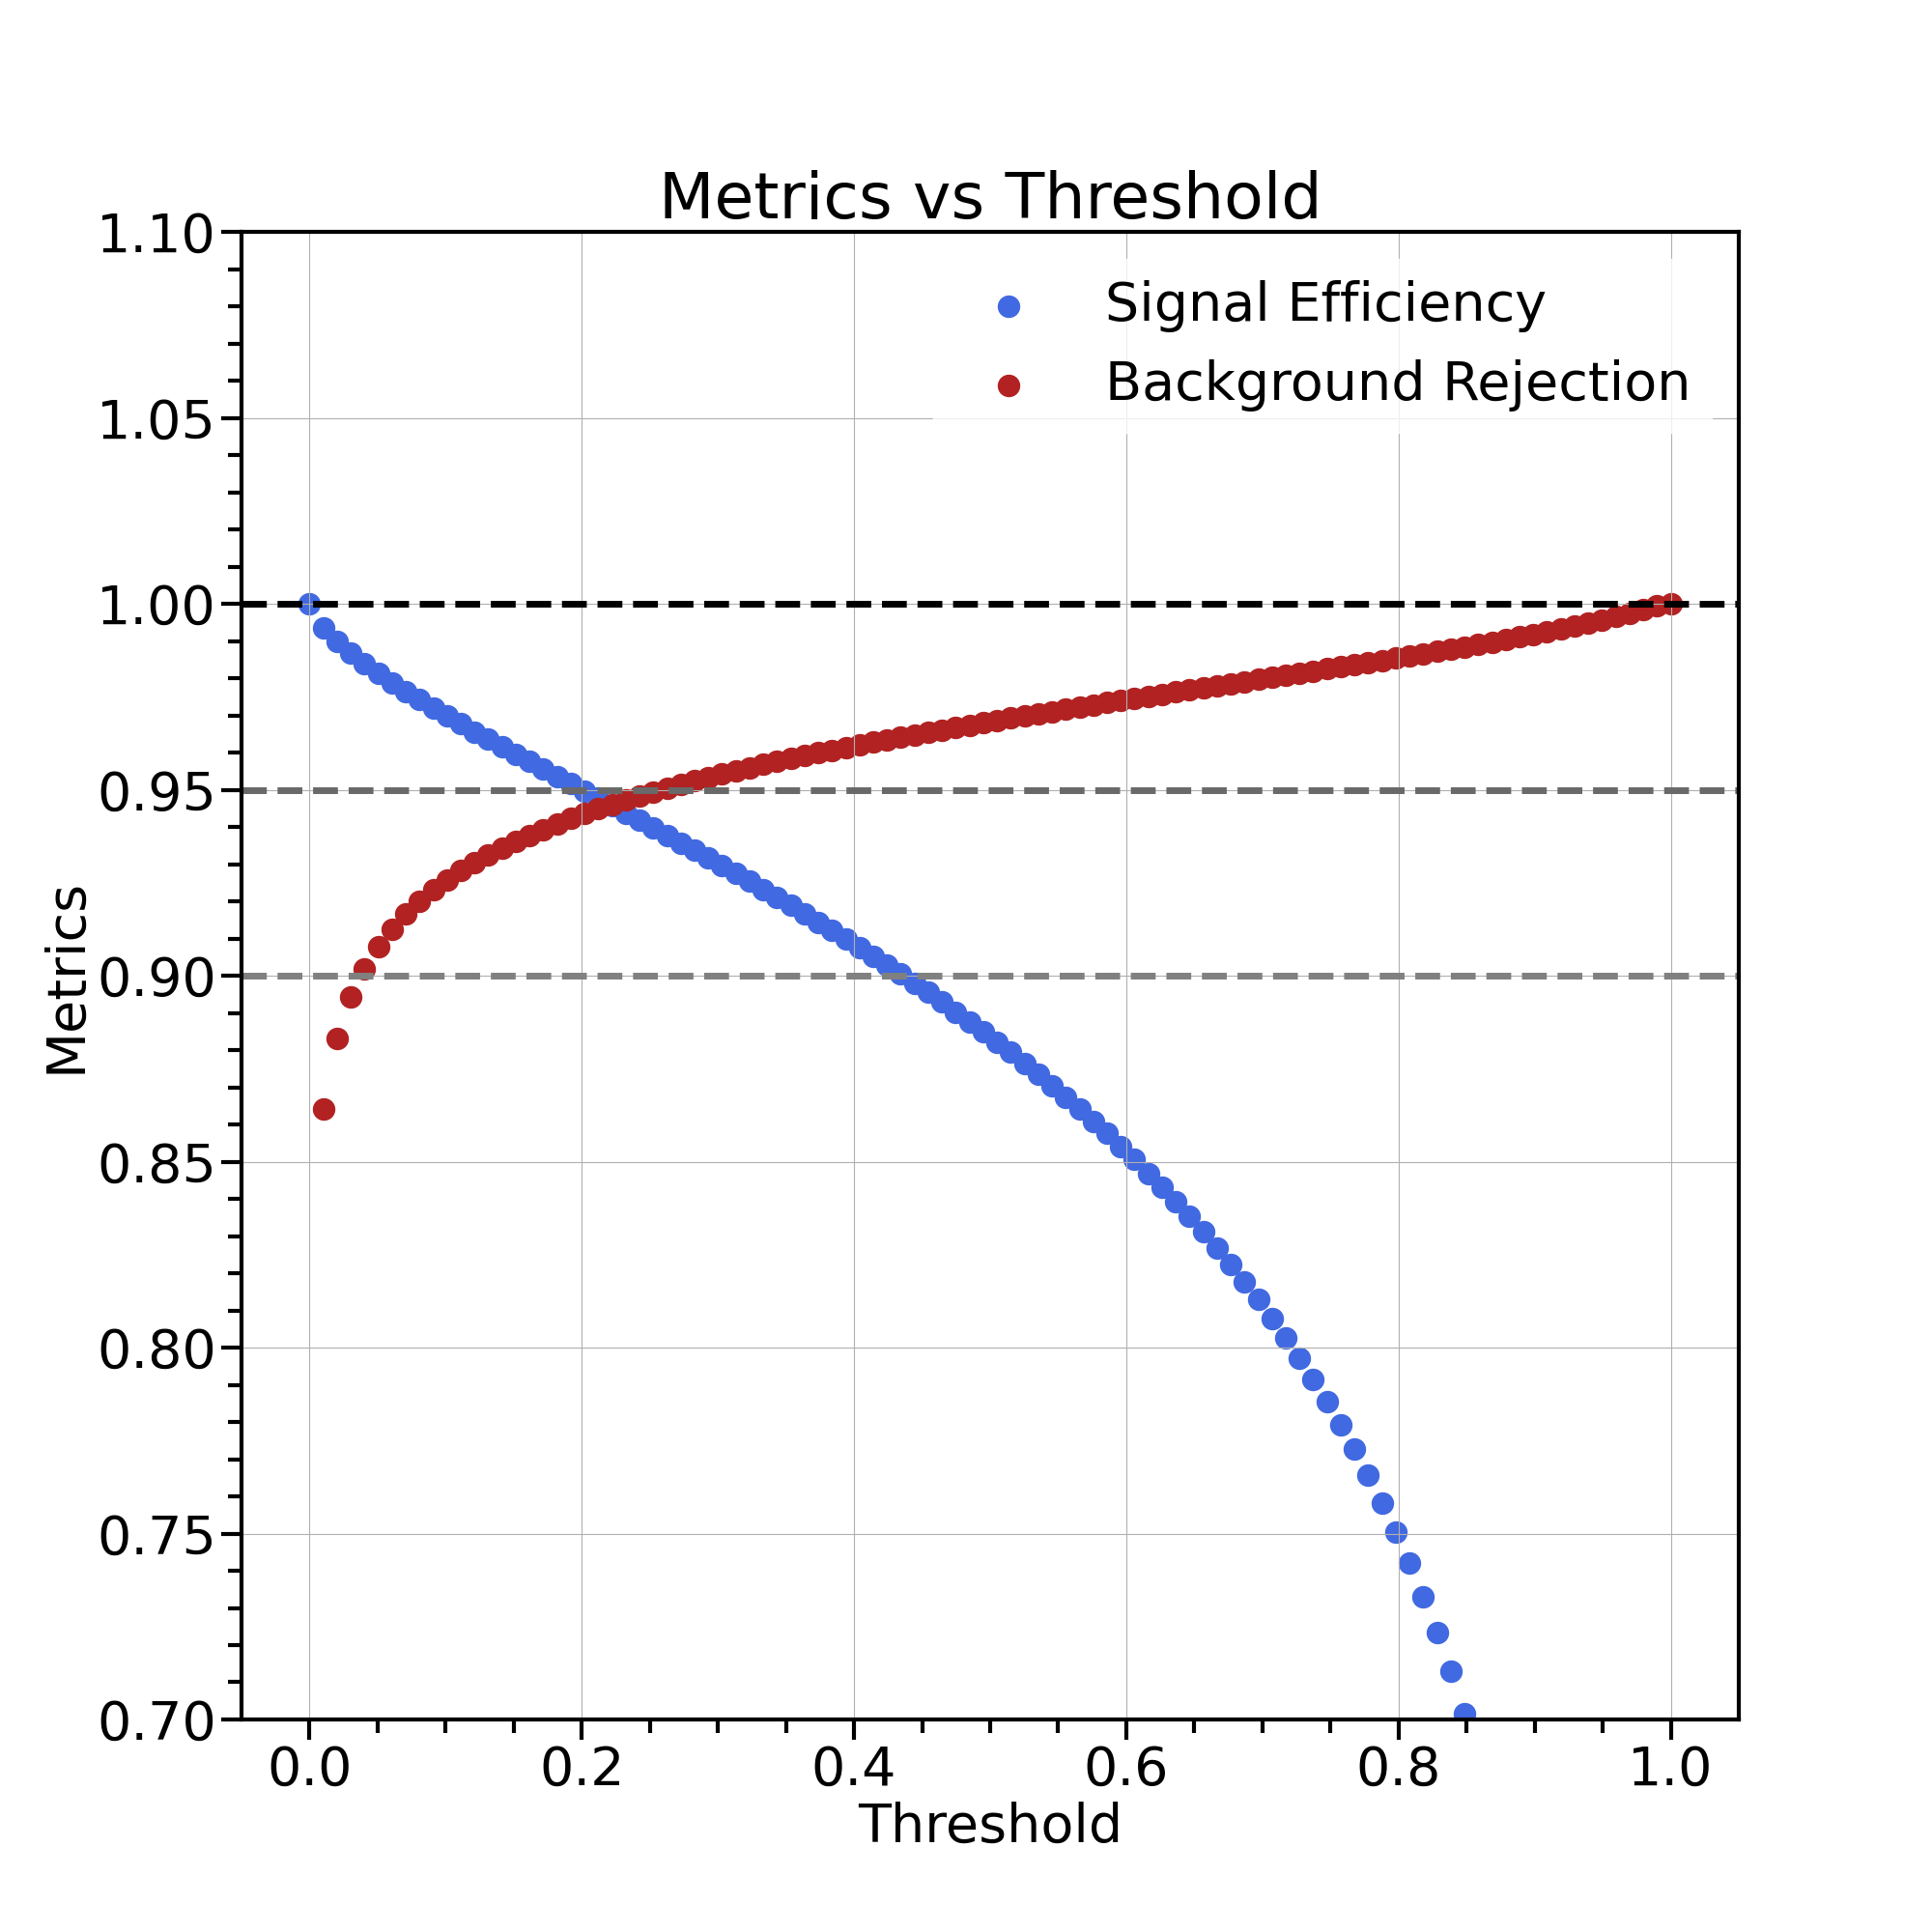 Metrics vs Threshold
1.10
1.05
1.00
0.95
0.90
0.85
0.80
0.75
0.70
Metrics
Signal Efficiency
Background Rejection
0.0 0.2 0.4 0.6 0.8 1.0
Threshold